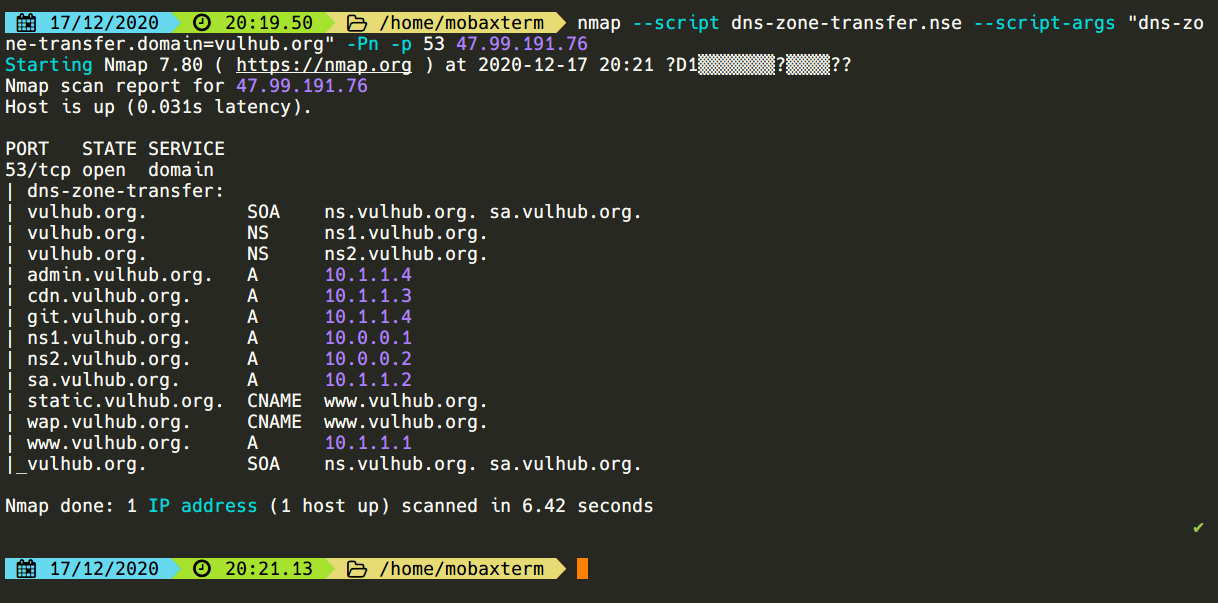 17/12/2020 20:19.50 /home/mobaxterm nmap --script dns-zone-transfer.nse --script-args "dns-zo
ne-transfer.domain=vulhub.org" -Pn -p 53 47.99.191.76
Starting Nmap 7.80 ( https://nmap.org ) at 2020-12-17 20:21 ?D1▒▒▒▒▒▒▒?▒▒▒▒??
Nmap scan report for 47.99.191.76
Host is up (0.031s latency).
PORT   STATE SERVICE
53/tcp open  domain
| dns-zone-transfer:
| vulhub.org.         SOA    ns.vulhub.org. sa.vulhub.org.
| vulhub.org.         NS     ns1.vulhub.org.
| vulhub.org.         NS     ns2.vulhub.org.
| admin.vulhub.org.   A      10.1.1.4
| cdn.vulhub.org.     A      10.1.1.3
| git.vulhub.org.     A      10.1.1.4
| ns1.vulhub.org.     A      10.0.0.1
| ns2.vulhub.org.     A      10.0.0.2
| sa.vulhub.org.      A      10.1.1.2
| static.vulhub.org.  CNAME  www.vulhub.org.
| wap.vulhub.org.     CNAME  www.vulhub.org.
| www.vulhub.org.     A      10.1.1.1
|_vulhub.org.         SOA    ns.vulhub.org. sa.vulhub.org.
Nmap done: 1 IP address (1 host up) scanned in 6.42 seconds
✔
17/12/2020 20:21.13 /home/mobaxterm